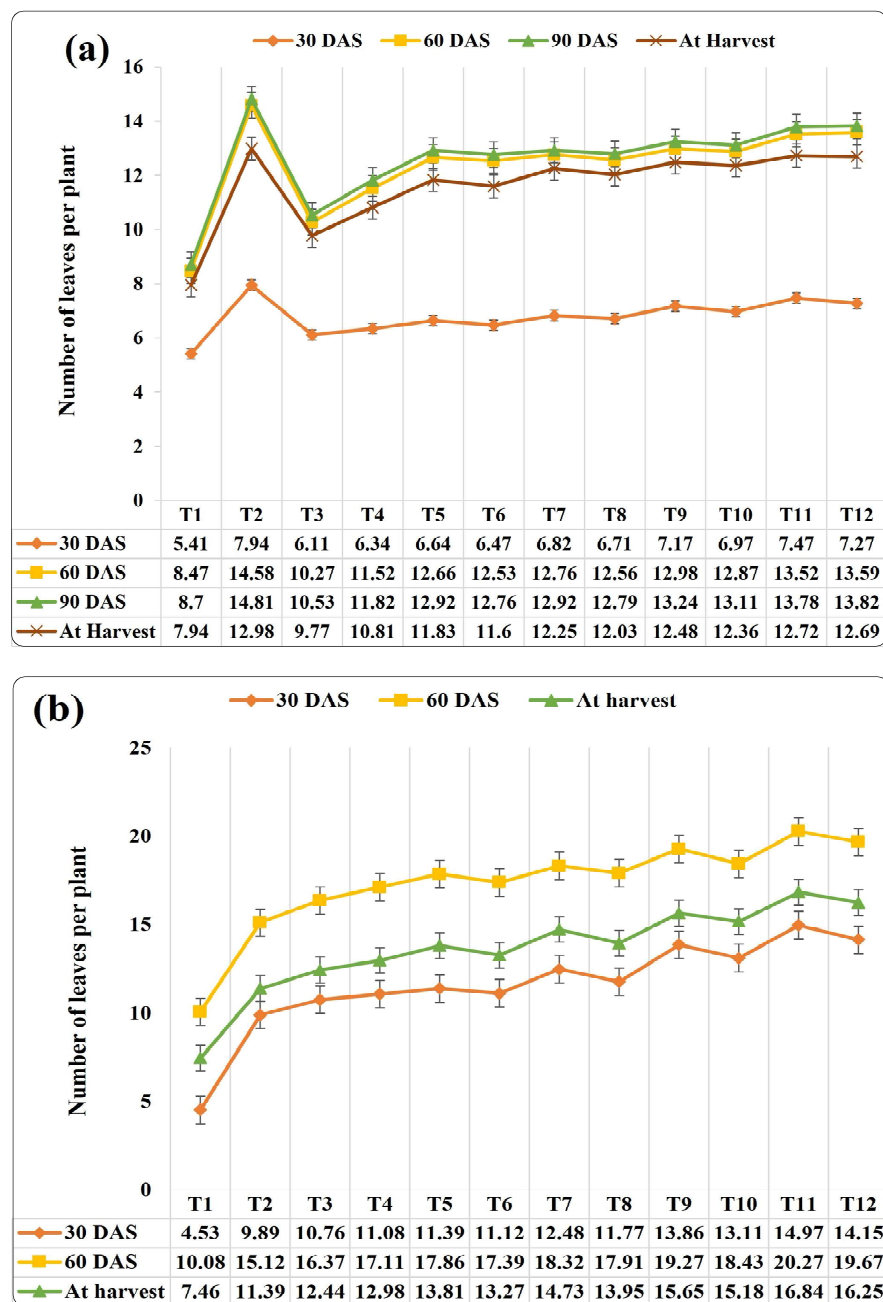 (a)
30 DAS 60 DAS 90 DAS At Harvest
Number of leaves per plant
16
14
12
10
8
6
4
2
0
T1 T2 T3 T4 T5 T6 T7 T8 T9 T10 T11 T12
30 DAS 5.41 7.94 6.11 6.34 6.64 6.47 6.82 6.71 7.17 6.97 7.47 7.27
60 DAS 8.47 14.58 10.27 11.52 12.66 12.53 12.76 12.56 12.98 12.87 13.52 13.59
90 DAS 8.7 14.81 10.53 11.82 12.92 12.76 12.92 12.79 13.24 13.11 13.78 13.82
At Harvest 7.94 12.98 9.77 10.81 11.83 11.6 12.25 12.03 12.48 12.36 12.72 12.69
(b)
30 DAS 60 DAS At harvest
Number of leaves per plant
25
20
15
10
5
0
T1 T2 T3 T4 T5 T6 T7 T8 T9 T10 T11 T12
30 DAS 4.53 9.89 10.76 11.08 11.39 11.12 12.48 11.77 13.86 13.11 14.97 14.15
60 DAS 10.08 15.12 16.37 17.11 17.86 17.39 18.32 17.91 19.27 18.43 20.27 19.67
At harvest 7.46 11.39 12.44 12.98 13.81 13.27 14.73 13.95 15.65 15.18 16.84 16.25